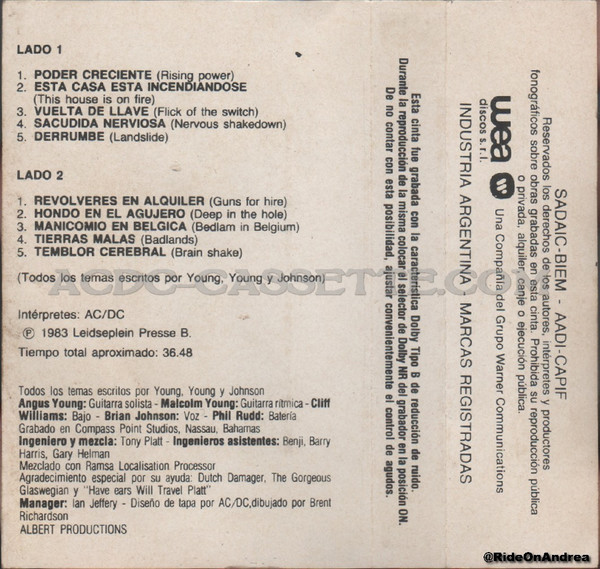 LADO 1
1. PODER CRECIENTE (Rising power)
2. ESTA CASA ESTA INCENDIANDOSE
(This house is on fire)
3. VUELTA DE LLAVE (Flick of the switch)
4. SACUDIDA NERVIOSA (Nervous shakedown)
5. DERRUMBE (Landslide)
LADO 2
1. REVOLVERES EN ALQUILER (Guns for hire)
2. HONDO EN EL AGUJERO (Deep in the hole)
3. MANICOMIO EN BELGICA (Bedlam in Belgium)
4. TIERRAS MALAS (Badlands)
5. TEMBLOR CEREBRAL (Brain shake)
(Todos los temas escritos por Young, Young y Johnson)
Intérpretes: AC/DC
Ⓟ 1983 Leidseplein Presse B.
Tiempo total aproximado: 36.48
Todos los temas escritos por Young, Young y Johnson
Angus Young: Guitarra solista - Malcolm Young: Guitarra rítmica - Cliff
Williams: Bajo - Brian Johnson: Voz - Phil Rudd: Batería
Grabado en Compass Point Studios, Nassau, Bahamas
Ingeniero y mezcla: Tony Platt - Ingenieros asistentes: Benji, Barry
Harris, Gary Helman
Mezclado con Ramsa Localisation Processor
Agradecimiento especial por su ayuda: Dutch Damager, The Gorgeous
Glaswegian y "Have ears Will Travel Platt"
Manager: Ian Jeffery - Diseño de tapa por AC/DC,dibujado por Brent
Richardson
ALBERT PRODUCTIONS
Esta cinta fue grabada con la característica Dolby Tipo B de reducción de ruido.
Durante la reproducción de la misma colocar el selector de Dolby NR del grabador en la posición ON.
De no contar con esta posibilidad, ajustar convenientemente el control de agudos.
SADAIC-BIEM - AADI-CAPIF
Reservados los derechos de los autores, intérpretes y productores
fonográficos sobre obras grabadas en esta cinta. Prohibida su reproducción pública
o privada, alquiler, canje o ejecución pública.
wea
discos s.r.l.
Una Compañía del Grupo Warner Communications
INDUSTRIA ARGENTINA - MARCAS REGISTRADAS
ACDC-CASSETTE.COM
@RideOnAndrea